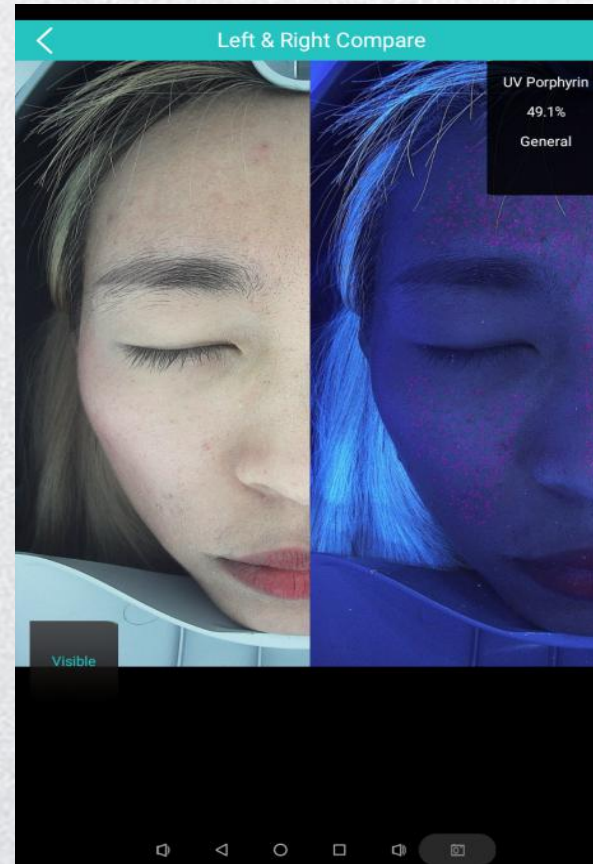 Left & Right Compare
UV Porphyrin
49.1%
General
Visible